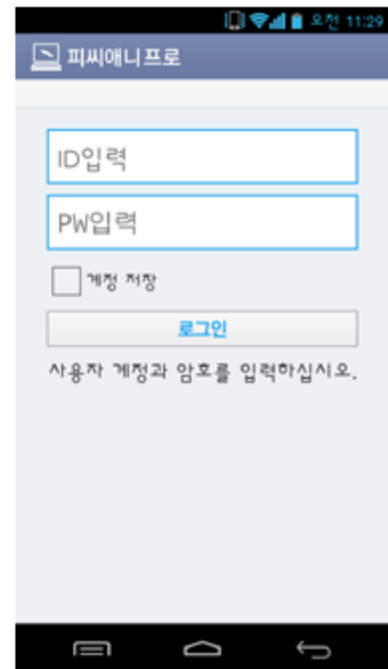 오전 11:29
피씨애니프로
ID입력
PW입력
계정 저장
로그인
사용자 계정과 암호를 입력하십시오.